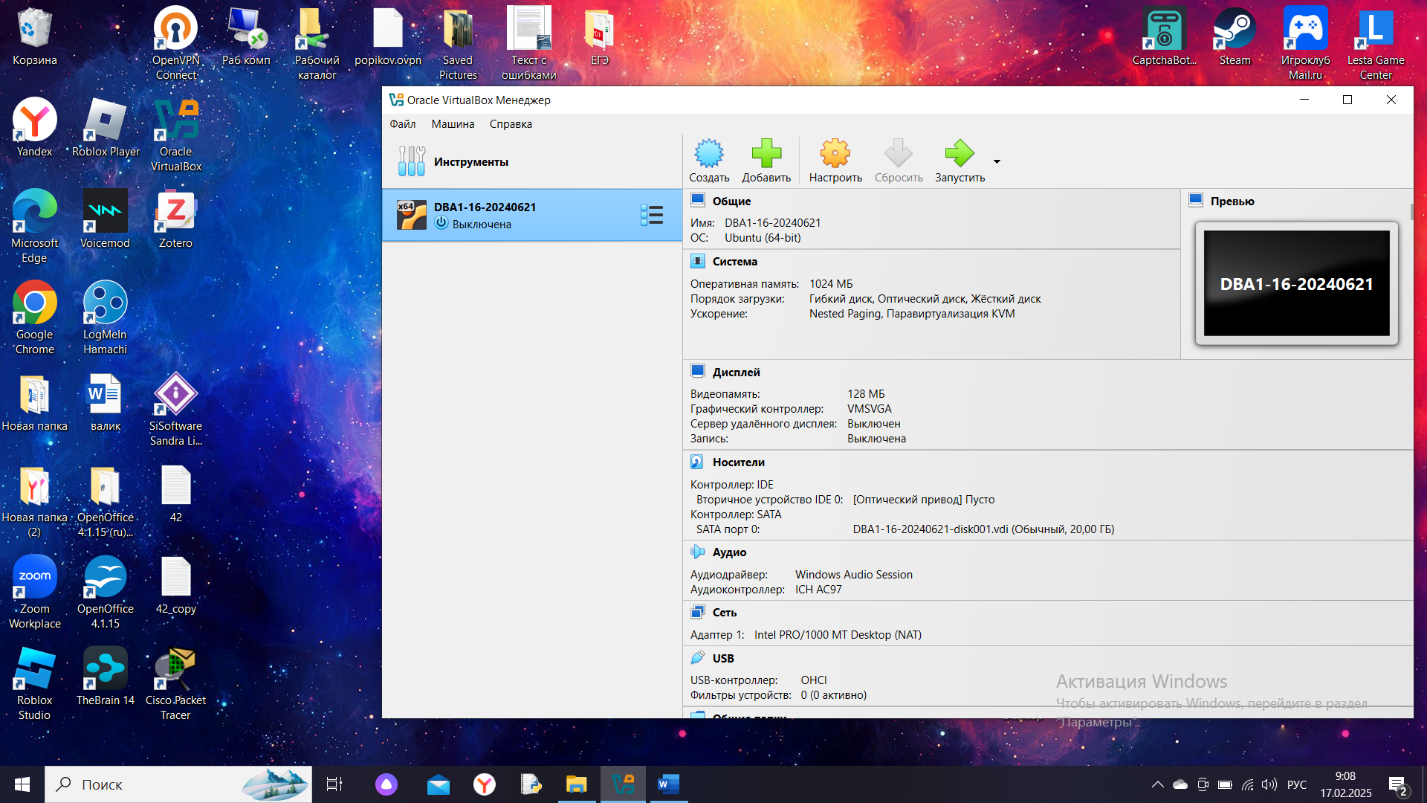 Корзина
OpenVPN
Connect
Раб комп
Рабочий
каталог
popikov.ovpn
Saved
Pictures
Текст с
ошибками
ЕГЭ
CaptchaBot...
Steam
Игроклуб
Mail.ru
Lesta Game
Center
Yandex
Roblox Player
Oracle
VirtualBox
Microsoft
Edge
Voicemod
Zotero
Google
Chrome
LogMeIn
Hamachi
Новая папка
валик
SiSoftware
Sandra Li...
Новая папка
(2)
OpenOffice
4.1.15 (ru)...
42
zoom
Zoom
Workplace
OpenOffice
4.1.15
42_copy
Roblox
Studio
TheBrain 14
Cisco Packet
Tracer
Oracle VirtualBox Менеджер
Файл Машина Справка
Инструменты
Создать Добавить Настроить Сбросить Запустить
x64
DBA1-16-20240621
Выключена
Общие
Имя: DBA1-16-20240621
ОС: Ubuntu (64-bit)
Превью
DBA1-16-20240621
Система
Оперативная память: 1024 МБ
Порядок загрузки: Гибкий диск, Оптический диск, Жёсткий диск
Ускорение: Nested Paging, Паравиртуализация KVM
Дисплей
Видеопамять: 128 МБ
Графический контроллер: VMSVGA
Сервер удалённого дисплея: Выключен
Запись: Выключена
Носители
Контроллер: IDE
Вторичное устройство IDE 0: [Оптический привод] Пусто
Контроллер: SATA
SATA порт 0: DBA1-16-20240621-disk001.vdi (Обычный, 20,00 ГБ)
Аудио
Аудиодрайвер: Windows Audio Session
Аудиоконтроллер: ICH AC97
Сеть
Адаптер 1: Intel PRO/1000 MT Desktop (NAT)
USB
USB-контроллер: OHCI
Фильтры устройств: 0 (0 активно)
Общие папки
Активация Windows
Чтобы активировать Windows, перейдите в раздел
"Параметры".
Поиск
РУС
9:08
17.02.2025
2